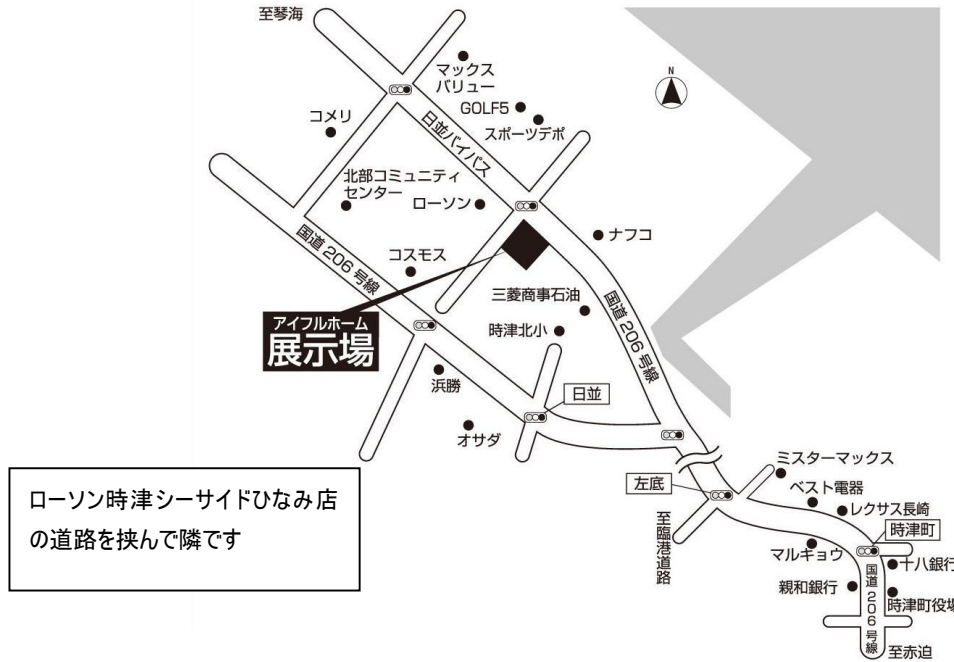 至琴海
マックス
バリュー
N
GOLF5
スポーツデポ
コメリ
日並バイパス
北部コミュニティ
センター
ローソン
ナフコ
国道206号線
コスモス
三菱商事石油
国道206号線
アイフルホーム
展示場
時津北小
浜勝
日並
オサダ
ミスターマックス
左底
ベスト電器
レクサス長崎
時津町
ローソン時津シーサイドひなみ店
の道路を挟んで隣です
至臨港道路
マルキョウ
十八銀行
親和銀行
国道206号線
時津町役場
至赤迫